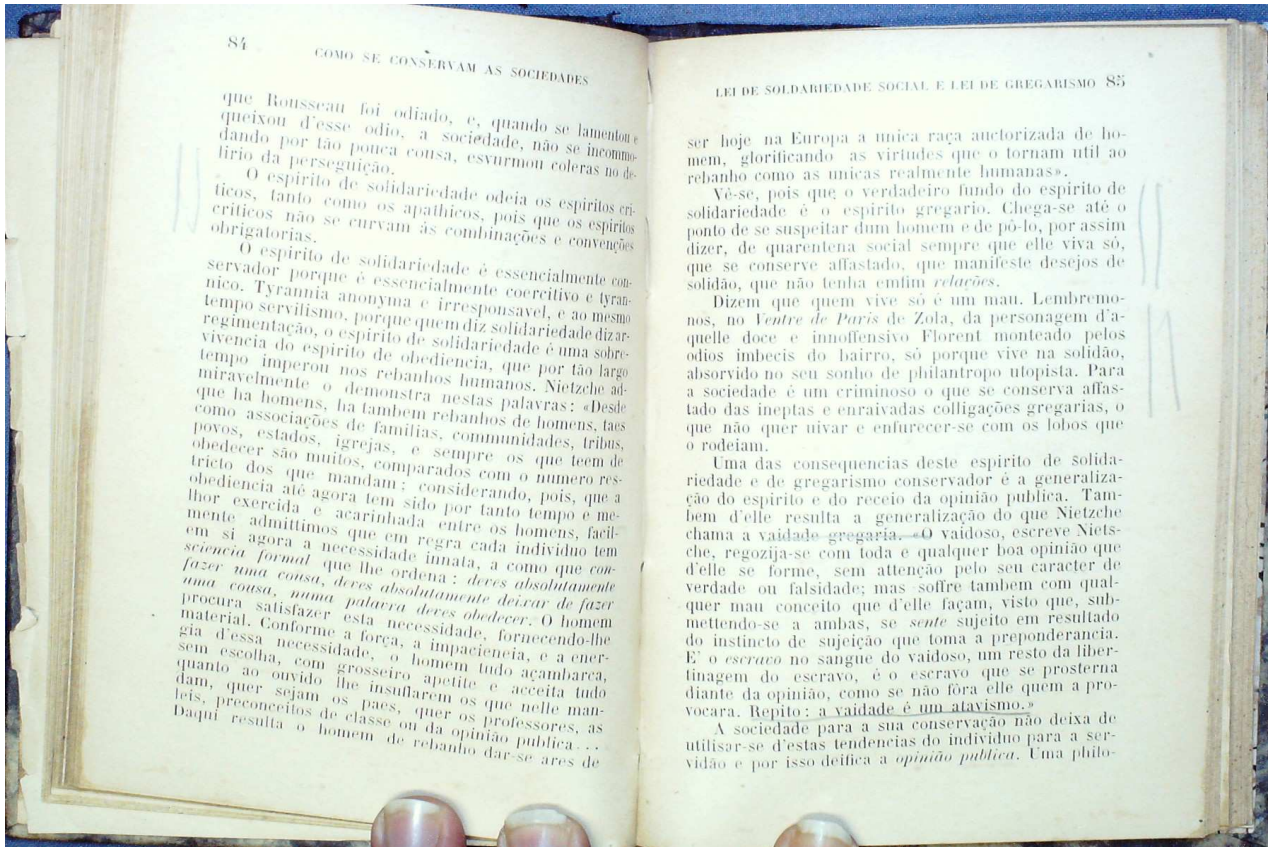 84
COMO SE CONSERVAM AS SOCIEDADES
que Rousseau foi odiado, e, quando se lamentou e
queixou d'esse odio, a sociedade, não se incommo-
dando por tão pouca cousa, esvurmou coleras no de-
lirio da perseguição.
O espirito de solidariedade odeia os espiritos cri-
ticos, tanto como os apathicos, pois que os espiritos
criticos não se curvam ás combinações e convenções
obrigatorias.
O espirito de solidariedade é essencialmente con-
servador porque é essencialmente coercitivo e tyran-
nico. Tyrannia anonyma e irresponsavel, e ao mesmo
tempo servilismo, porque quem diz solidariedade diz ar-
regimentação, o espirito de solidariedade é uma sobre-
vivencia do espirito de obediencia, que por tão largo
tempo imperou nos rebanhos humanos. Nietzche ad-
miravelmente o demonstra nestas palavras: «Desde
que ha homens, ha tambem rebanhos de homens, taes
como associações de familias, communidades, tribus,
povos, estados, igrejas, e sempre os que teem de
obedecer são muitos, comparados com o numero res-
tricto dos que mandam; considerando, pois, que a
obediencia até agora tem sido por tanto tempo e me-
lhor exercida e acarinhada entre os homens, facil-
mente admittimos que em regra cada individuo tem
em si agora a necessidade innata, a como que con-
sciencia formal que lhe ordena: deves absolutamente
fazer uma cousa, deves absolutamente deixar de fazer
uma cousa, numa palavra deves obedecer. O homem
procura satisfazer esta necessidade, fornecendo-lhe
material. Conforme a força, a impaciencia, e a ener-
gia d'essa necessidade, o homem tudo açambarca,
sem escolha, com grosseiro apetite e acceita tudo
quanto ao ouvido lhe insuflarem os que nelle man-
dam, quer sejam os paes, quer os professores, as
leis, preconceitos de classe ou da opinião publica...
Daqui resulta o homem de rebanho dar-se ares de
LEI DE SOLDARIEDADE SOCIAL E LEI DE GREGARISMO 85
ser hoje na Europa a unica raça auctorizada de ho-
mem, glorificando as virtudes que o tornam util ao
rebanho como as unicas realmente humanas».
Vê-se, pois que o verdadeiro fundo do espirito de
solidariedade é o espirito gregario. Chega-se até o
ponto de se suspeitar dum homem e de pô-lo, por assim
dizer, de quarentena social sempre que elle viva só,
que se conserve affastado, que manifeste desejos de
solidão, que não tenha emfim relações.
Dizem que quem vive só é um mau. Lembremo-
nos, no Ventre de Paris de Zola, da personagem d'a-
quelle doce e innoffensivo Florent monteado pelos
odios imbecis do bairro, só porque vive na solidão,
absorvido no seu sonho de philantropo utopista. Para
a sociedade é um criminoso o que se conserva affas-
tado das ineptas e enraivadas colligações gregarias, o
que não quer uivar e enfurecer-se com os lobos que
o rodeiam.
Uma das consequencias deste espirito de solida-
riedade e de gregarismo conservador é a generaliza-
ção do espirito e do receio da opinião publica. Tam-
bem d'elle resulta a generalização do que Nietzche
chama a vaidade gregaria. «O vaidoso, escreve Niets-
che, regozija-se com toda e qualquer boa opinião que
d'elle se forme, sem attenção pelo seu caracter de
verdade ou falsidade; mas soffre tambem com qual-
quer mau conceito que d'elle façam, visto que, sub-
mettendo-se a ambas, se sente sujeito em resultado
do instincto de sujeição que toma a preponderancia.
E' o escravo no sangue do vaidoso, um resto da liber-
tinagem do escravo, é o escravo que se prosterna
diante da opinião, como se não fôra elle quem a pro-
vocara. Repito: a vaidade é um atavismo.»
A sociedade para a sua conservação não deixa de
utilisar-se d'estas tendencias do individuo para a ser-
vidão e por isso deifica a opinião publica. Uma philo-